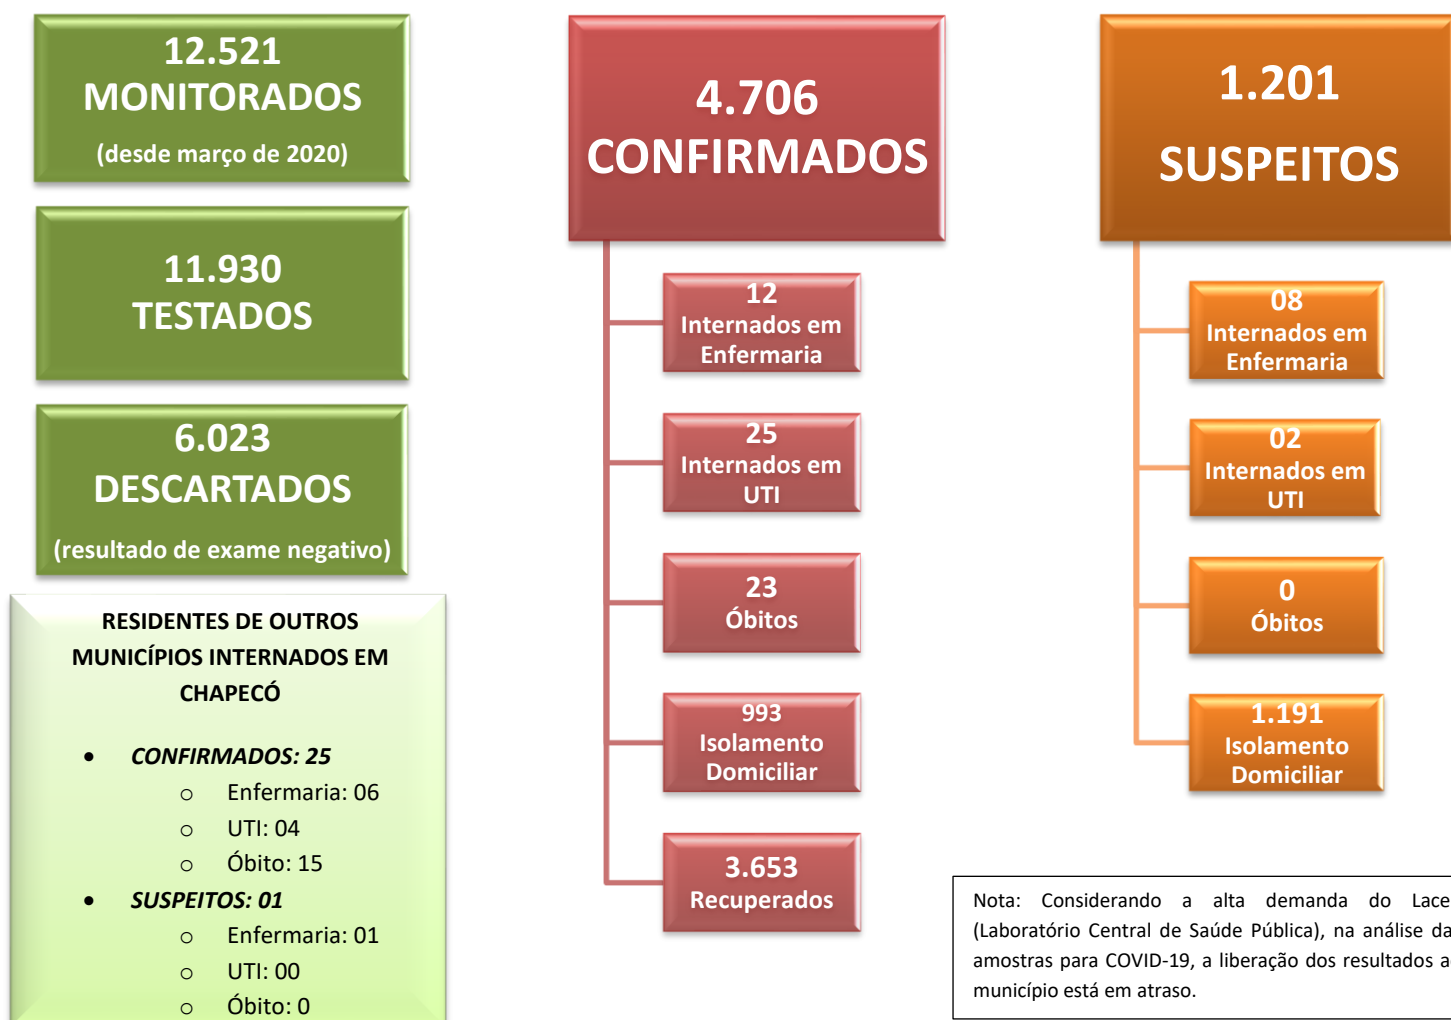 12.521
MONITORADOS
(desde março de 2020)
11.930
TESTADOS
6.023
DESCARTADOS
(resultado de exame negativo)
RESIDENTES DE OUTROS
MUNICÍPIOS INTERNADOS EM
CHAPECÓ
• CONFIRMADOS: 25
o Enfermaria: 06
o UTI: 04
o Óbito: 15
• SUSPEITOS: 01
o Enfermaria: 01
o UTI: 00
o Óbito: 0
4.706
CONFIRMADOS
12
Internados em
Enfermaria
25
Internados em
UTI
23
Óbitos
993
Isolamento
Domiciliar
3.653
Recuperados
1.201
SUSPEITOS
08
Internados em
Enfermaria
02
Internados em
UTI
0
Óbitos
1.191
Isolamento
Domiciliar
Nota: Considerando a alta demanda do Lace
(Laboratório Central de Saúde Pública), na análise da
amostras para COVID-19, a liberação dos resultados a
município está em atraso.